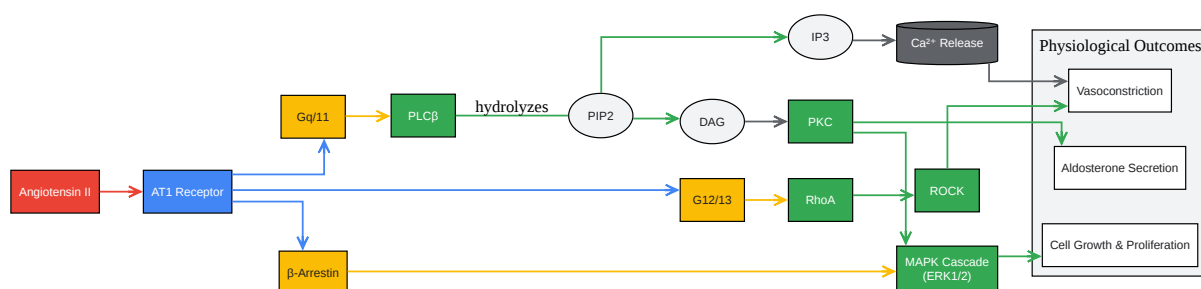 IP3
Ca²⁺ Release
Physiological Outcomes
Vasoconstriction
Gq/11
PLCβ
hydrolyzes
PIP2
DAG
PKC
Aldosterone Secretion
Angiotensin II
AT1 Receptor
G12/13
RhoA
ROCK
Cell Growth & Proliferation
β-Arrestin
MAPK Cascade
(ERK1/2)